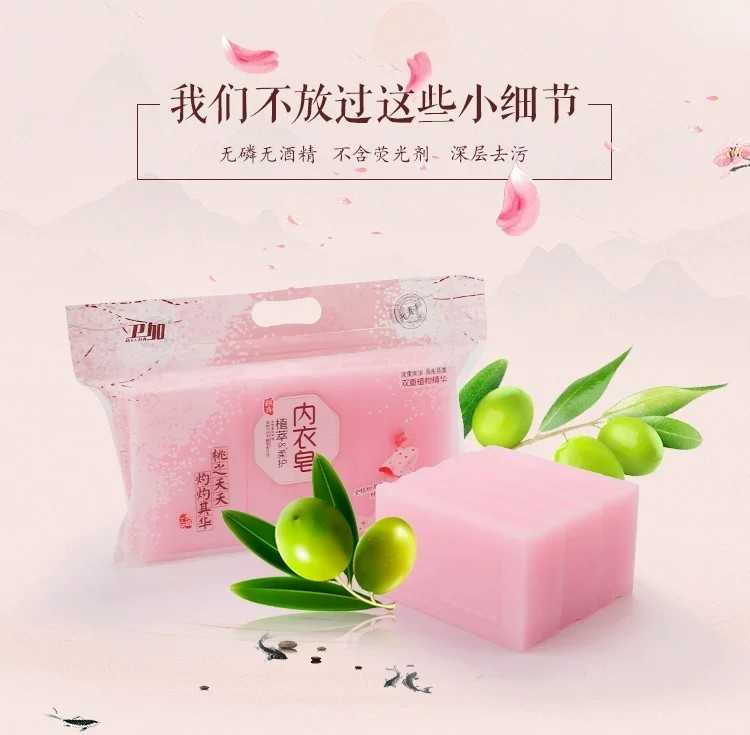 我们不放过这些小细节
无磷无酒精 不含荧光剂 深层去污
卫加
双重植物精华
内衣皂
植萃&柔护
桃之夭夭
灼灼其华